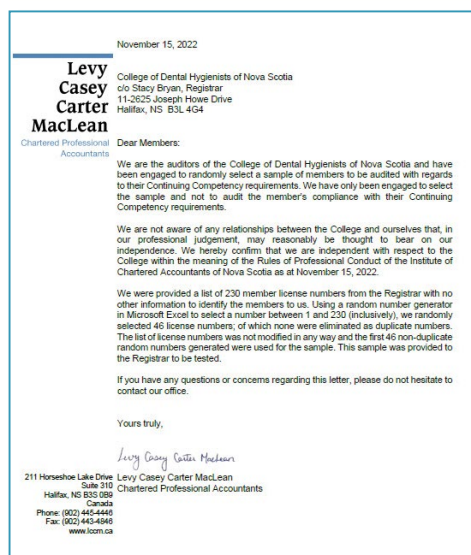 November 15, 2022
Levy
Casey
Carter
MacLean
Chartered Professional
Accountants
College of Dental Hygienists of Nova Scotia
c/o Stacy Bryan, Registrar
11-2625 Joseph Howe Drive
Halifax, NS B3L 4G4
Dear Members:
We are the auditors of the College of Dental Hygienists of Nova Scotia and have
been engaged to randomly select a sample of members to be audited with regards
to their Continuing Competency requirements. We have only been engaged to select
the sample and not to audit the member's compliance with their Continuing
Competency requirements.
We are not aware of any relationships between the College and ourselves that, in
our professional judgement, may reasonably be thought to bear on our
independence. We hereby confirm that we are independent with respect to the
College within the meaning of the Rules of Professional Conduct of the Institute of
Chartered Accountants of Nova Scotia as at November 15, 2022.
We were provided a list of 230 member license numbers from the Registrar with no
other information to identify the members to us. Using a random number generator
in Microsoft Excel to select a number between 1 and 230 (inclusively), we randomly
selected 46 license numbers; of which none were eliminated as duplicate numbers.
The list of license numbers was not modified in any way and the first 46 non-duplicate
random numbers generated were used for the sample. This sample was provided to
the Registrar to be tested.
If you have any questions or concerns regarding this letter, please do not hesitate to
contact our office.
Yours truly,
Levy Casey Carter MacLean
Levy Casey Carter MacLean
Chartered Professional Accountants
211 Horseshoe Lake Drive
Suite 310
Halifax, NS B3S 0B9
Canada
Phone: (902) 445-4446
Fax: (902) 443-4846
www.lccm.ca